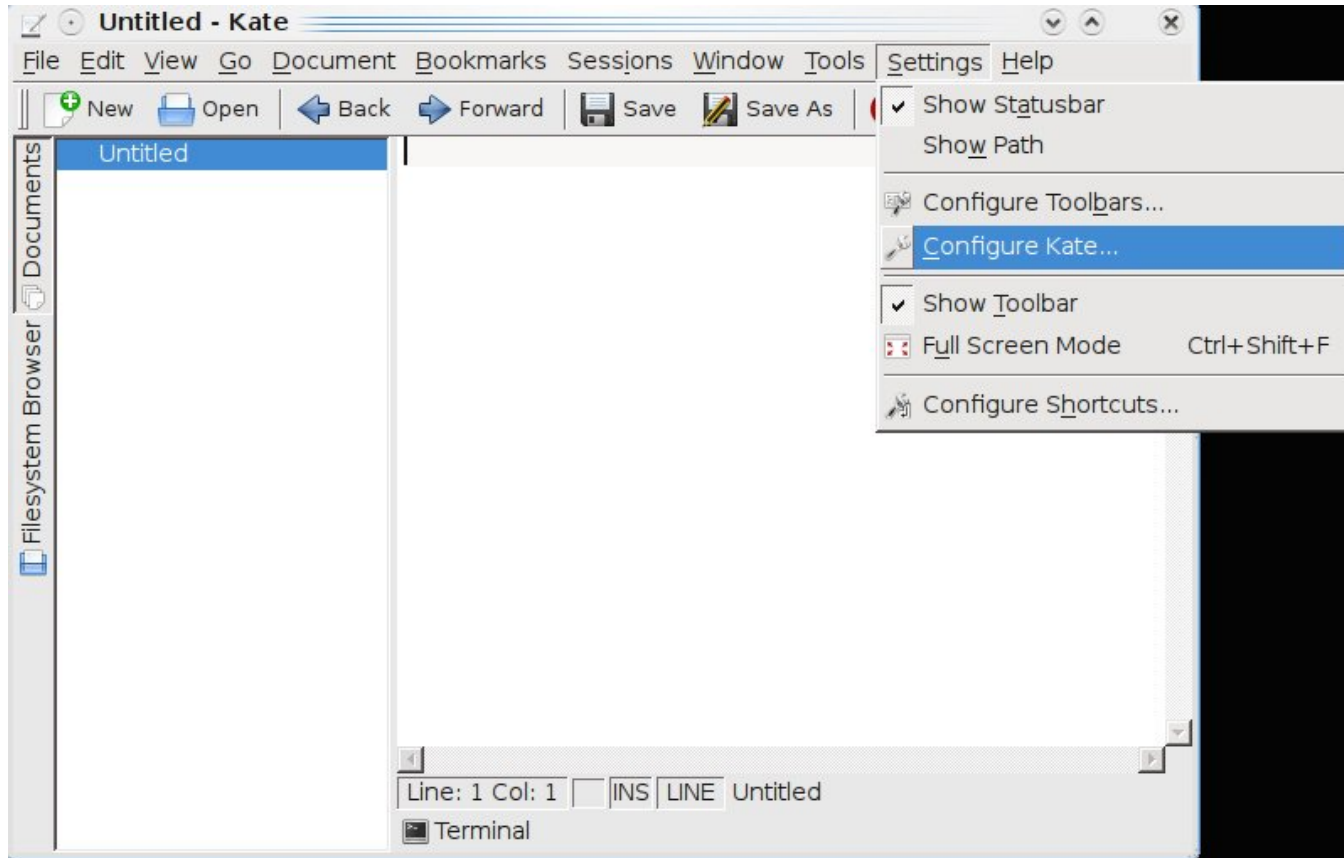 Untitled - Kate
File Edit View Go Document Bookmarks Sessions Window Tools Settings Help
New Open Back Forward Save Save As
Show Statusbar
Show Path
Configure Toolbars...
Configure Kate...
Show Toolbar
Full Screen Mode Ctrl+Shift+F
Configure Shortcuts...
Documents
Filesystem Browser
Untitled
Line: 1 Col: 1 INS LINE Untitled
Terminal